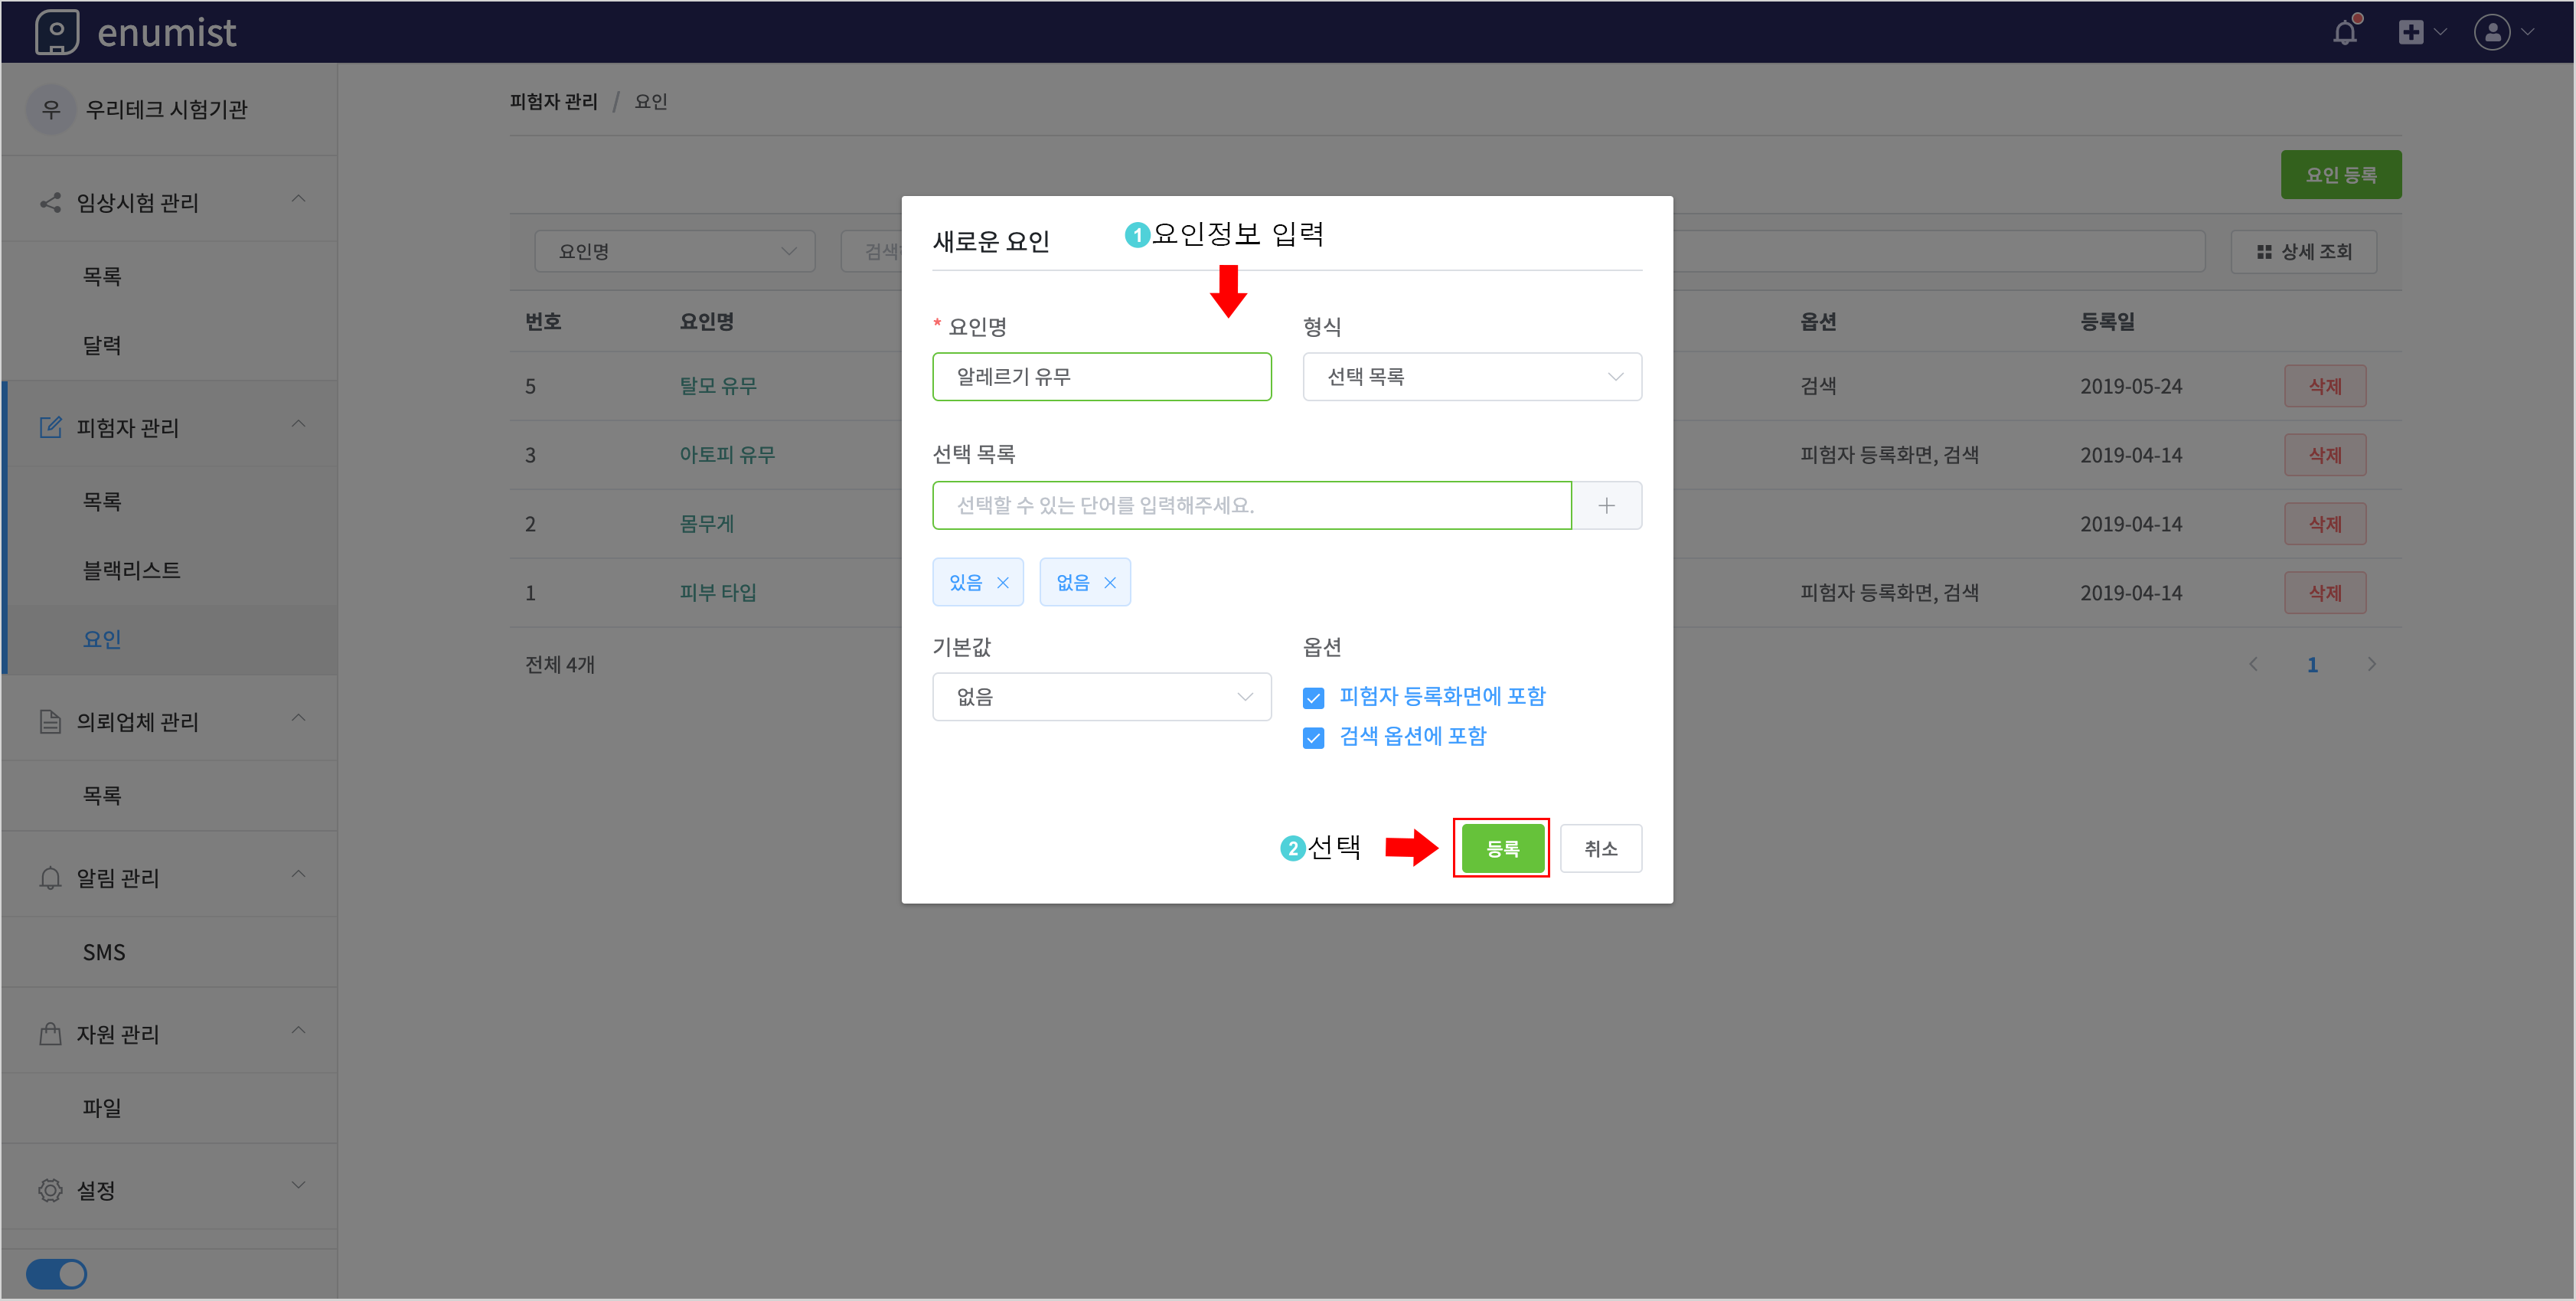 enumist
우 우리테크 시험기관
임상시험 관리
목록
달력
피험자 관리
목록
블랙리스트
요인
의뢰업체 관리
목록
알림 관리
SMS
자원 관리
파일
설정
피험자 관리 / 요인
요인 등록
요인명
상세 조회
번호 요인명 옵션 등록일
5 탈모 유무 검색 2019-05-24 삭제
3 아토피 유무 피험자 등록화면, 검색 2019-04-14 삭제
2 몸무게 2019-04-14 삭제
1 피부 타입 피험자 등록화면, 검색 2019-04-14 삭제
전체 4개
1
새로운 요인
1 요인정보 입력
* 요인명
형식
알레르기 유무
선택 목록
선택 목록
선택할 수 있는 단어를 입력해주세요.
있음 없음
기본값
옵션
없음
피험자 등록화면에 포함
검색 옵션에 포함
2 선택
등록
취소